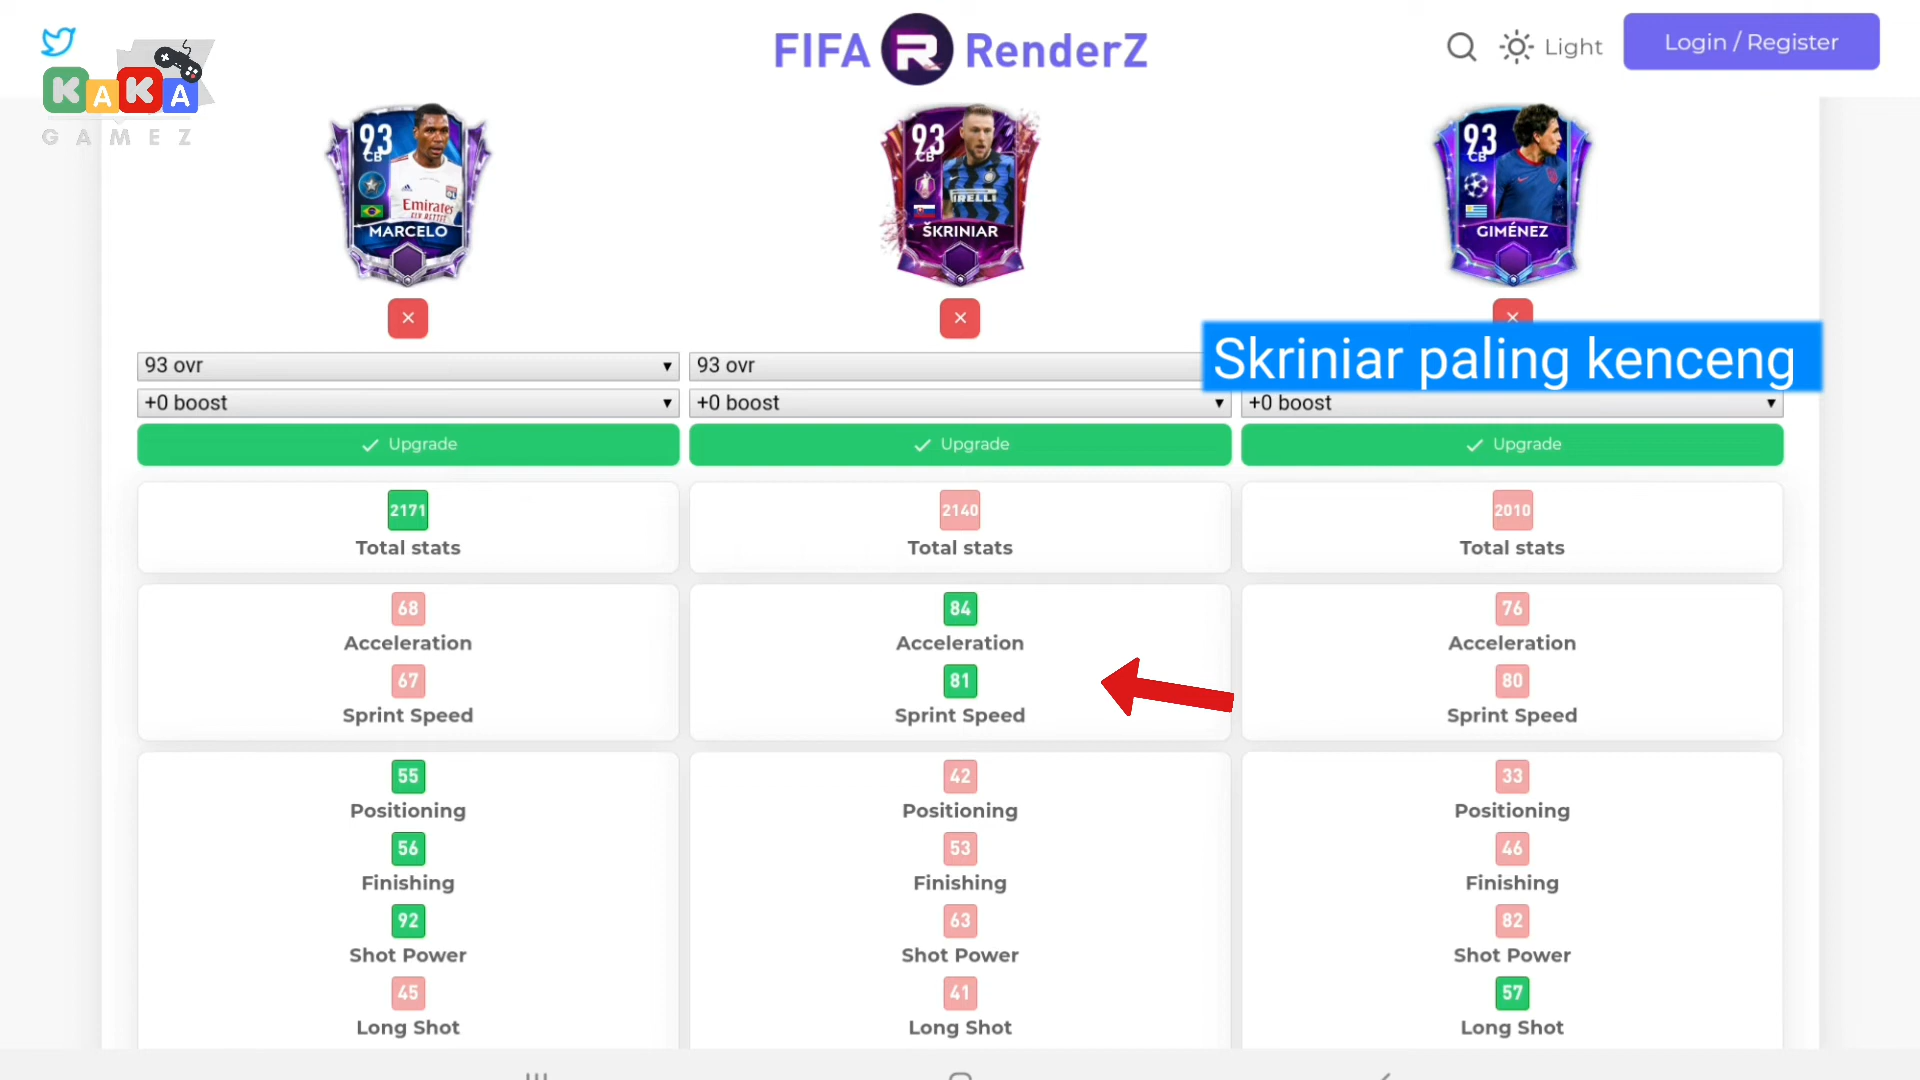 FIFA R RenderZ
Light
Login / Register
KAKA
GAMEZ
93
CB
Emirates
MARCELO
93
CB
PIRELLI
ŠKRINIAR
93
CB
GIMÉNEZ
93 ovr
93 ovr
Skriniar paling kenceng
+0 boost
+0 boost
+0 boost
Upgrade
Upgrade
Upgrade
2171
2140
2010
Total stats
Total stats
Total stats
68
84
76
Acceleration
Acceleration
Acceleration
67
81
80
Sprint Speed
Sprint Speed
Sprint Speed
55
42
33
Positioning
Positioning
Positioning
56
53
46
Finishing
Finishing
Finishing
92
63
82
Shot Power
Shot Power
Shot Power
45
41
57
Long Shot
Long Shot
Long Shot